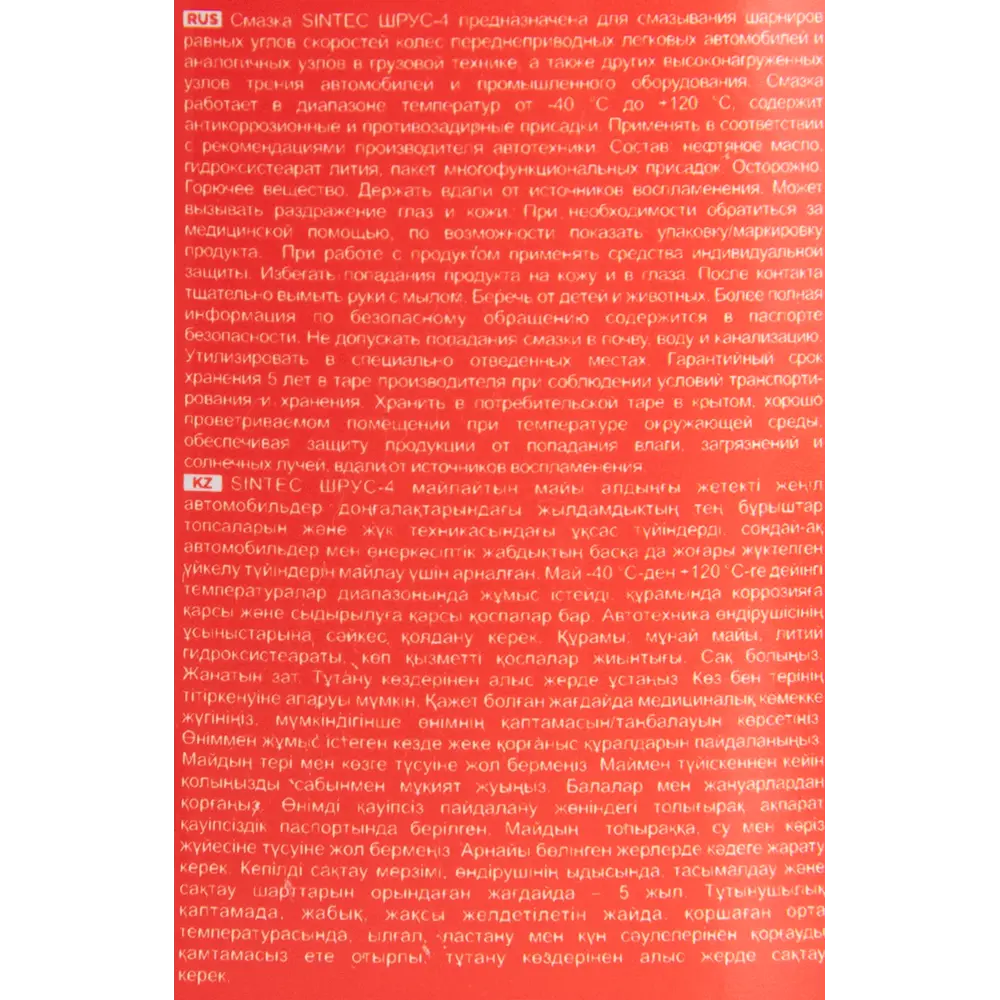 RUS Смазка SINTEC ШРУС-4 предназначена для смазывания шарниров
равных углов скоростей колес переднеприводных легковых автомобилей и
аналогичных узлов в грузовой технике, а также других высоконагруженных
узлов трения автомобилей и промышленного оборудования. Смазка
работает в диапазоне температур от -40 °С до +120 °С, содержит
антикоррозионные и противозадирные присадки. Применять в соответствии
с рекомендациями производителя автотехники. Состав: нефтяное масло,
гидроксистеарат лития, пакет многофункциональных присадок. Осторожно.
Горючее вещество. Держать вдали от источников воспламенения. Может
вызывать раздражение глаз и кожи. При необходимости обратиться за
медицинской помощью, по возможности показать упаковку/маркировку
продукта. При работе с продуктом применять средства индивидуальной
защиты. Избегать попадания продукта на кожу и в глаза. После контакта
тщательно вымыть руки с мылом. Беречь от детей и животных. Более полная
информация по безопасному обращению содержится в паспорте
безопасности. Не допускать попадания смазки в почву, воду и канализацию.
Утилизировать в специально отведенных местах. Гарантийный срок
хранения 5 лет в таре производителя при соблюдении условий транспорти-
рования и хранения. Хранить в потребительской таре в крытом, хорошо
проветриваемом помещении при температуре окружающей среды,
обеспечивая защиту продукции от попадания влаги, загрязнений и
солнечных лучей, вдали от источников воспламенения.
KZ SINTEC ШРУС-4 майлайтын майы алдыңғы жетекті жеңіл
автомобильдер доңғалақтарындағы жылдамдықтың тең бұрыштар
топсаларын және жүк техникасындағы ұқсас түйіндерді, сондай-ақ
автомобильдер мен өнеркәсіптік жабдықтың басқа да жоғары жүктелген
үйкелу түйіндерін майлау үшін арналған. Май -40 °С-ден +120 °С-ге дейінгі
температуралар диапазонында жұмыс істейді, құрамында коррозияға
қарсы және сыдырылуға қарсы қоспалар бар. Автотехника өндірушісінің
ұсыныстарына сәйкес қолдану керек. Құрамы: мұнай майы, литий
гидроксистеараты, көп қызметті қоспалар жиынтығы. Сақ болыңыз.
Жанатын зат. Тұтану көздерінен алыс жерде ұстаңыз. Көз бен терінің
тітіркенуіне апаруы мүмкін. Қажет болған жағдайда медициналық көмекке
жүгініңіз, мүмкіндігінше өнімнің қаптамасын/таңбалауын көрсетіңіз.
Өніммен жұмыс істеген кезде жеке қорғаныс құралдарын пайдаланыңыз.
Майдың тері мен көзге түсуіне жол бермеңіз. Маймен түйіскеннен кейін
қолыңызды сабынмен мұқият жуыңыз. Балалар мен жануарлардан
қорғаңыз. Өнімді қауіпсіз пайдалану жөніндегі толығырақ ақпарат
қауіпсіздік паспортында берілген. Майдың топыраққа, су мен кәріз
жүйесіне түсуіне жол бермеңіз. Арнайы бөлінген жерлерде кәдеге жарату
керек. Кепілді сақтау мерзімі, өндірушінің ыдысында, тасымалдау және
сақтау шарттарын орындаған жағдайда – 5 жыл. Тұтынушылық
қаптамада, жабық, жақсы желдетілетін жайда, қоршаған орта
температурасында, ылғал, ластану мен күн сәулелерінен қорғауды
қамтамасыз ете отырып, тұтану көздерінен алыс жерде сақтау
керек.